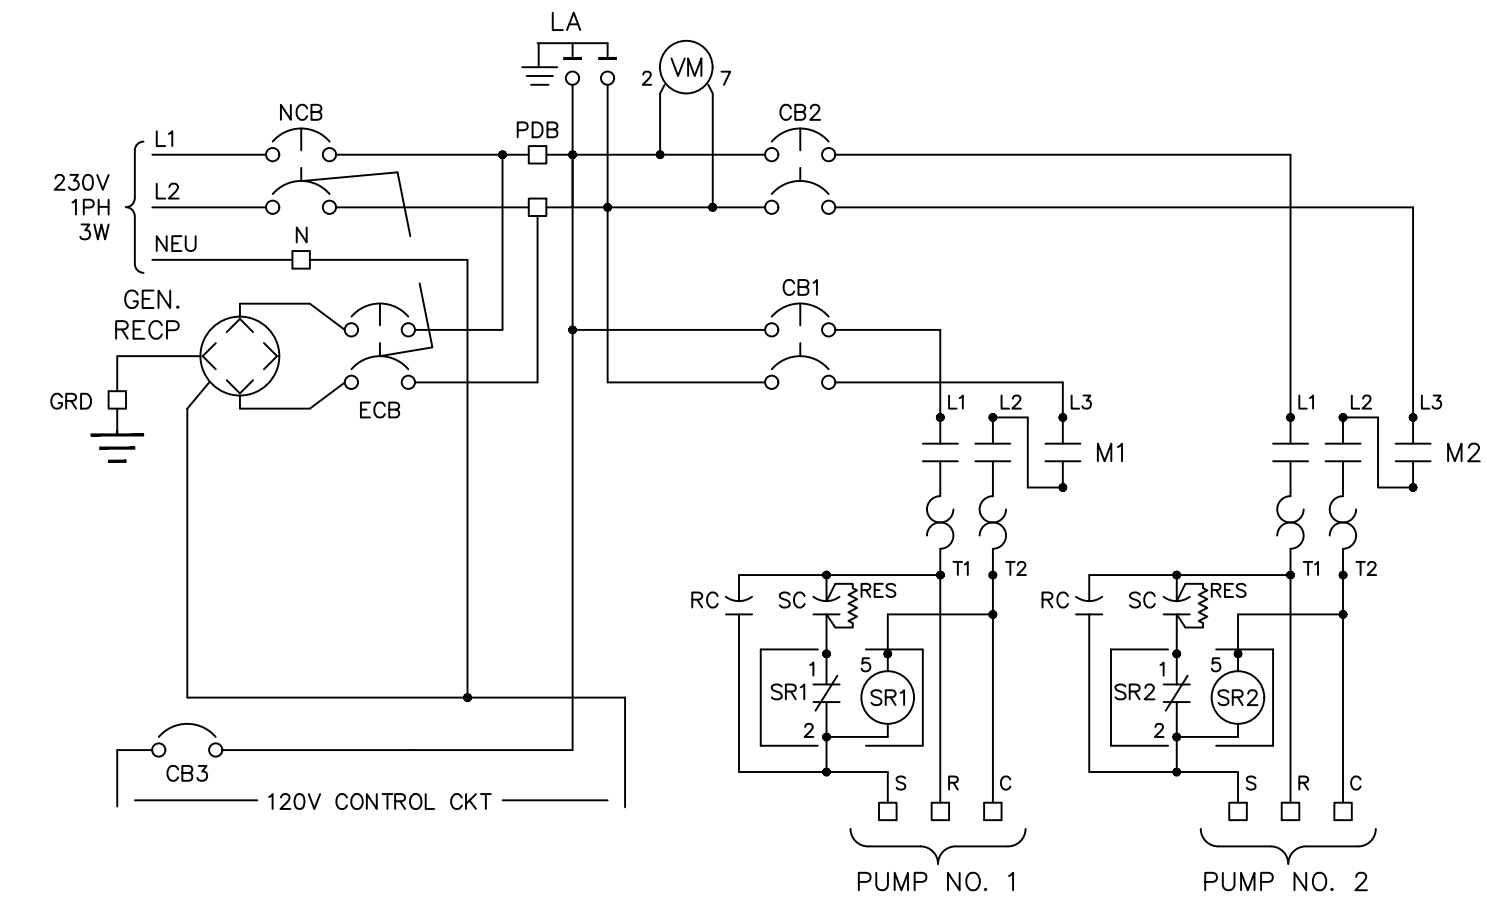 LA
2 VM 7
NCB
PDB
CB2
L1
230V
1PH
3W
L2
NEU
N
GEN.
RECP
CB1
GRD
ECB
L1 L2 L3
M1
L1 L2 L3
M2
T1 T2
T1 T2
RC SC RES
RC SC RES
1 5
SR1 SR1
2
1 5
SR2 SR2
2
CB3
120V CONTROL CKT
S R C
S R C
PUMP NO. 1
PUMP NO. 2